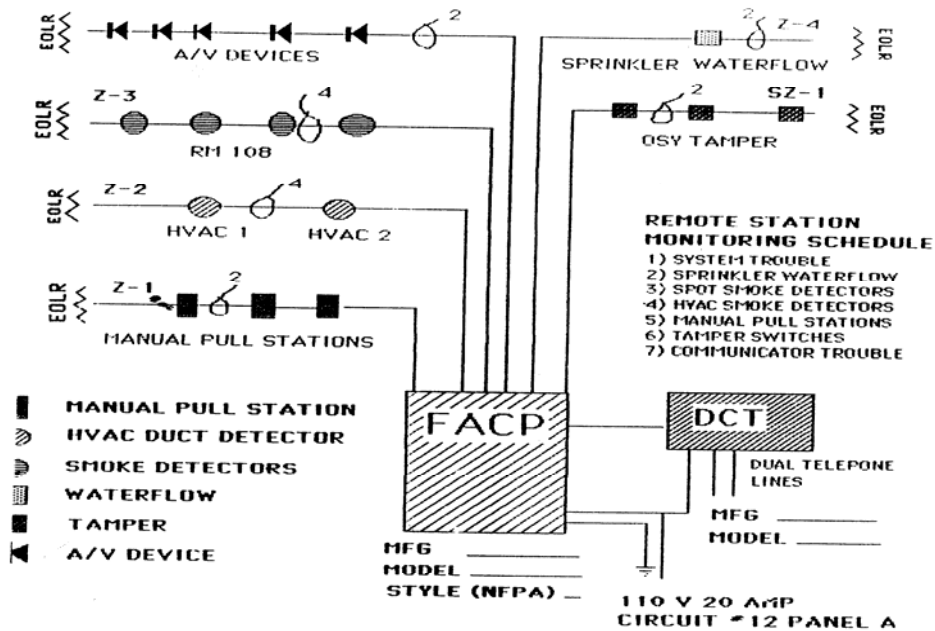 EOLR
2
A/V DEVICES
Z-3
4
EOLR
RM 108
Z-2
4
EOLR
HVAC 1
HVAC 2
Z-1
2
EOLR
MANUAL PULL STATIONS
2
Z-4
EOLR
SPRINKLER WATERFLOW
2
SZ-1
EOLR
OSY TAMPER
REMOTE STATION
MONITORING SCHEDULE
1) SYSTEM TROUBLE
2) SPRINKLER WATERFLOW
3) SPOT SMOKE DETECTORS
4) HVAC SMOKE DETECTORS
5) MANUAL PULL STATIONS
6) TAMPER SWITCHES
7) COMMUNICATOR TROUBLE
MANUAL PULL STATION
HVAC DUCT DETECTOR
SMOKE DETECTORS
WATERFLOW
TAMPER
A/V DEVICE
FACP
MFG
MODEL
STYLE (NFPA)
DCT
DUAL TELEPONE
LINES
MFG
MODEL
110 V 20 AMP
CIRCUIT #12 PANEL A